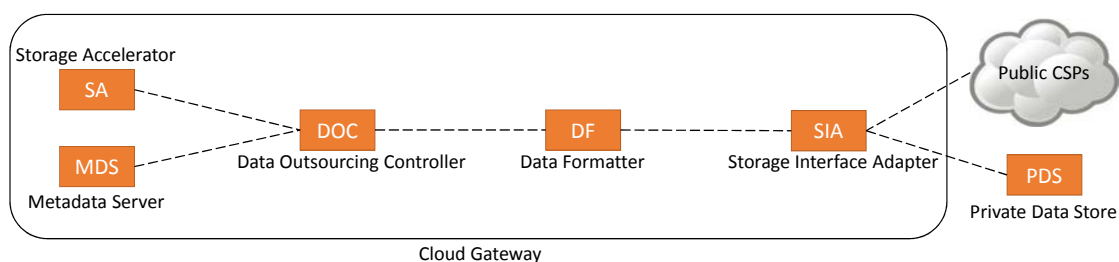 Storage Accelerator
SA
MDS
Metadata Server
DOC
Data Outsourcing Controller
DF
Data Formatter
SIA
Storage Interface Adapter
Public CSPs
PDS
Private Data Store
Cloud Gateway